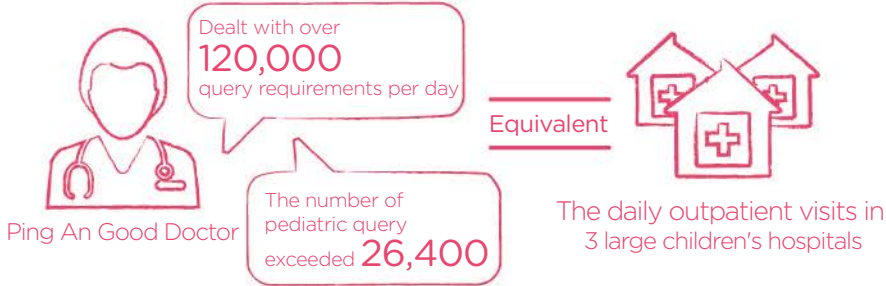 Dealt with over
120,000
query requirements per day
The number of
pediatric query
exceeded 26,400
Ping An Good Doctor
Equivalent
The daily outpatient visits in
3 large children's hospitals